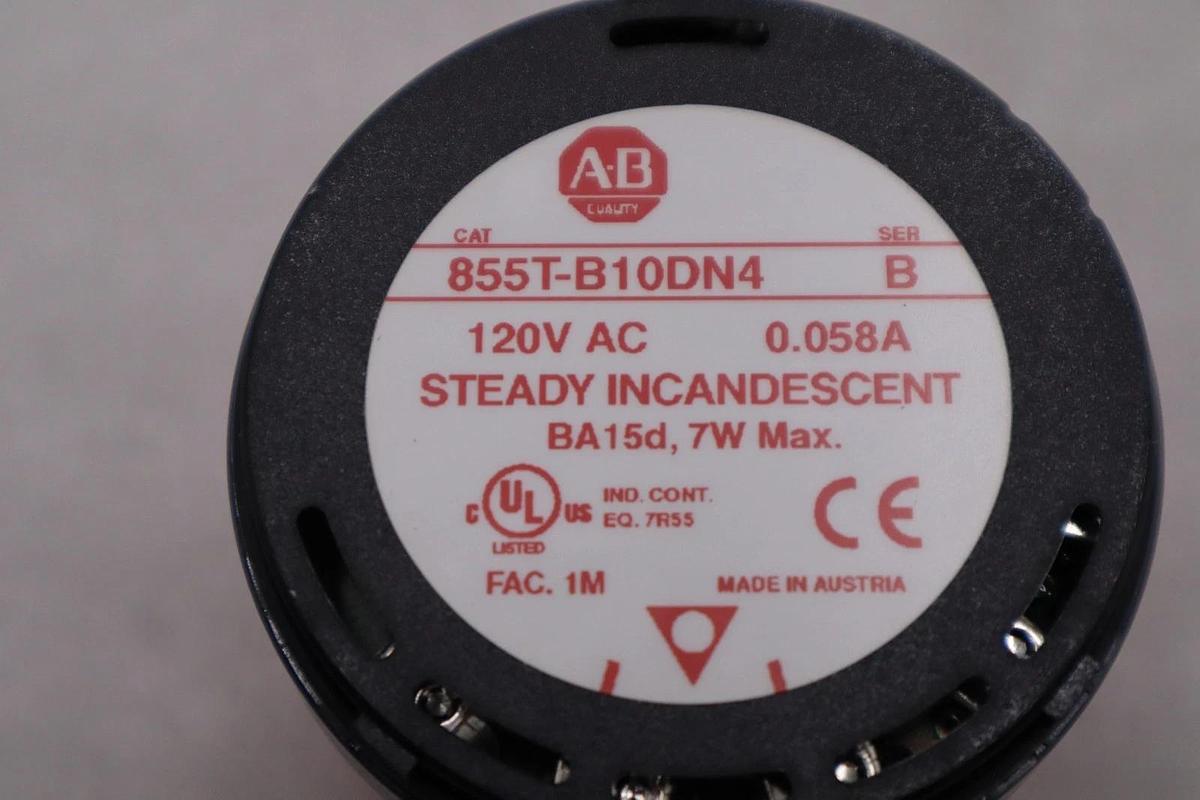 A-B
QUALITY
CAT SER
855T-B10DN4 B
120V AC 0.058A
STEADY INCANDESCENT
BA15d, 7W Max.
C UL US IND. CONT.
EQ. 7R55
LISTED
CE
FAC. 1M MADE IN AUSTRIA